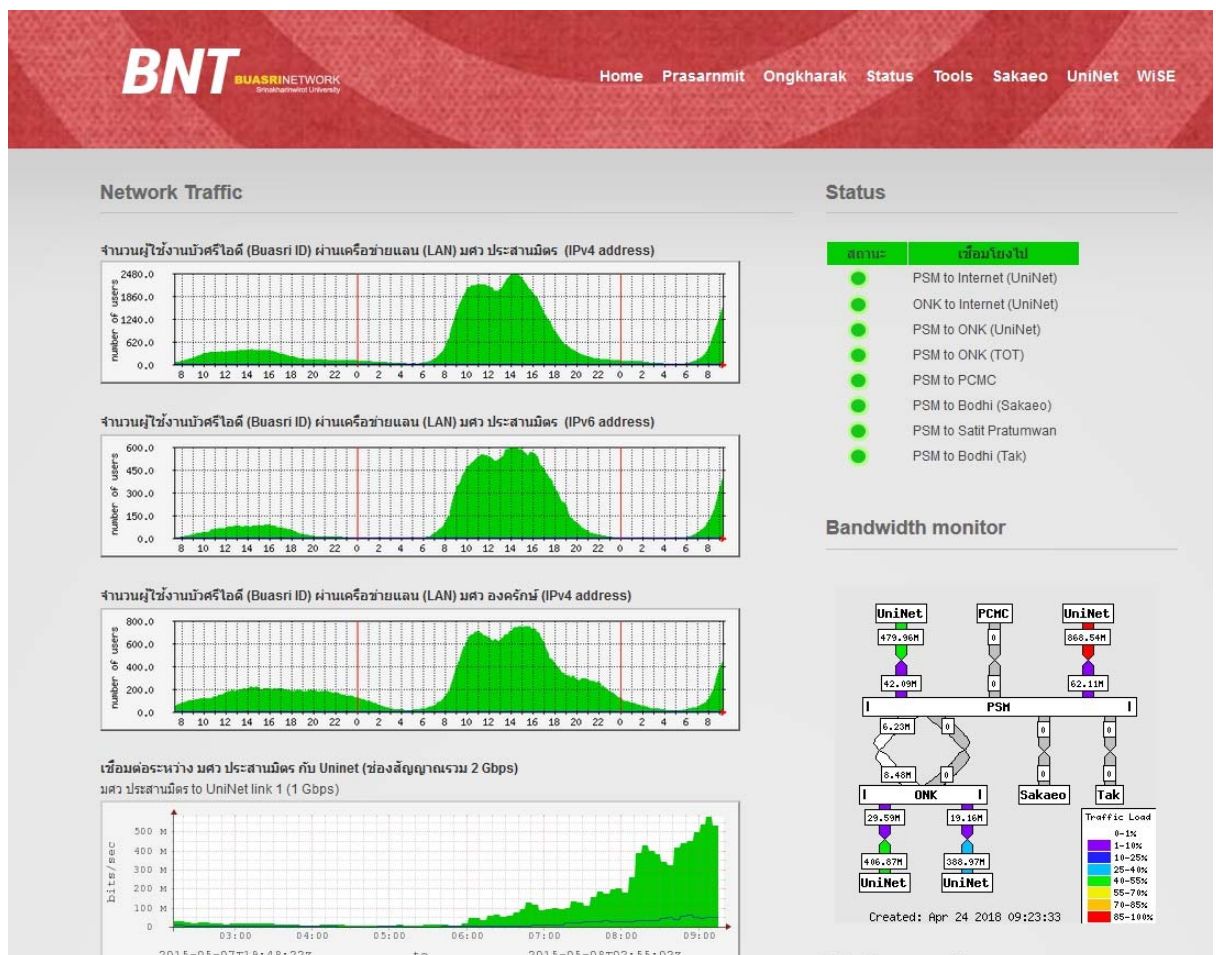 BNT BUASRINETWORK
Srinakharinwirot University
Home Prasarnmit Ongkharak Status Tools Sakaeo UniNet WiSE
Network Traffic
จำนวนผู้ใช้งานบัวศรีไอดี (Buasri ID) ผ่านเครือข่ายแลน (LAN) มศว ประสานมิตร (IPv4 address)
number of users
2480.0
1860.0
1240.0
620.0
0.0
8 10 12 14 16 18 20 22 0 2 4 6 8 10 12 14 16 18 20 22 0 2 4 6 8
จำนวนผู้ใช้งานบัวศรีไอดี (Buasri ID) ผ่านเครือข่ายแลน (LAN) มศว ประสานมิตร (IPv6 address)
number of users
600.0
450.0
300.0
150.0
0.0
8 10 12 14 16 18 20 22 0 2 4 6 8 10 12 14 16 18 20 22 0 2 4 6 8
จำนวนผู้ใช้งานบัวศรีไอดี (Buasri ID) ผ่านเครือข่ายแลน (LAN) มศว องครักษ์ (IPv4 address)
number of users
800.0
600.0
400.0
200.0
0.0
8 10 12 14 16 18 20 22 0 2 4 6 8 10 12 14 16 18 20 22 0 2 4 6 8
เชื่อมต่อระหว่าง มศว ประสานมิตร กับ Uninet (ช่องสัญญาณรวม 2 Gbps)
มศว ประสานมิตร to UniNet link 1 (1 Gbps)
bits/sec
500 M
400 M
300 M
200 M
100 M
0
03:00 04:00 05:00 06:00 07:00 08:00 09:00
Status
สถานะ เชื่อมโยงไป
PSM to Internet (UniNet)
ONK to Internet (UniNet)
PSM to ONK (UniNet)
PSM to ONK (TOT)
PSM to PCMC
PSM to Bodhi (Sakaeo)
PSM to Satit Pratumwan
PSM to Bodhi (Tak)
Bandwidth monitor
UniNet PCMC UniNet
479.96M 0 868.54M
42.09M 0 62.11M
PSM
6.23M 0 0 0
8.48M 0 0 0
ONK Sakaeo Tak
29.59M 19.16M
406.87M 388.97M
UniNet UniNet
Traffic Load
0-1%
1-10%
10-25%
25-40%
40-55%
55-70%
70-85%
85-100%
Created: Apr 24 2018 09:23:33